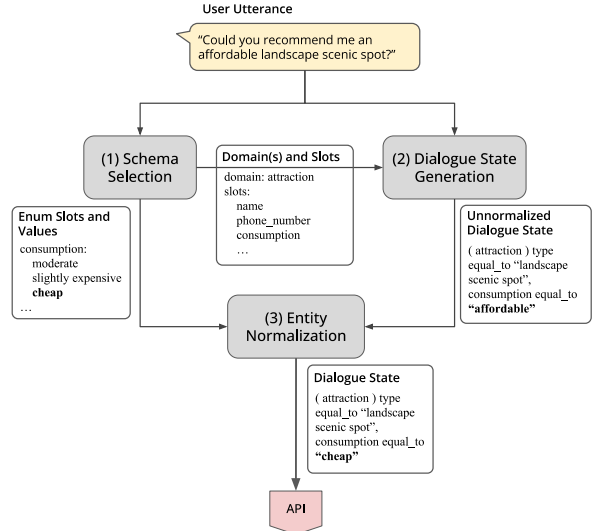 User Utterance
“Could you recommend me an
affordable landscape scenic spot?”
(1) Schema
Selection
Domain(s) and Slots
domain: attraction
slots:
name
phone_number
consumption
…
(2) Dialogue State
Generation
Enum Slots and
Values
consumption:
moderate
slightly expensive
cheap
…
Unnormalized
Dialogue State
( attraction ) type
equal_to “landscape
scenic spot”,
consumption equal_to
“affordable”
(3) Entity
Normalization
Dialogue State
( attraction ) type
equal_to “landscape
scenic spot”,
consumption equal_to
“cheap”
API